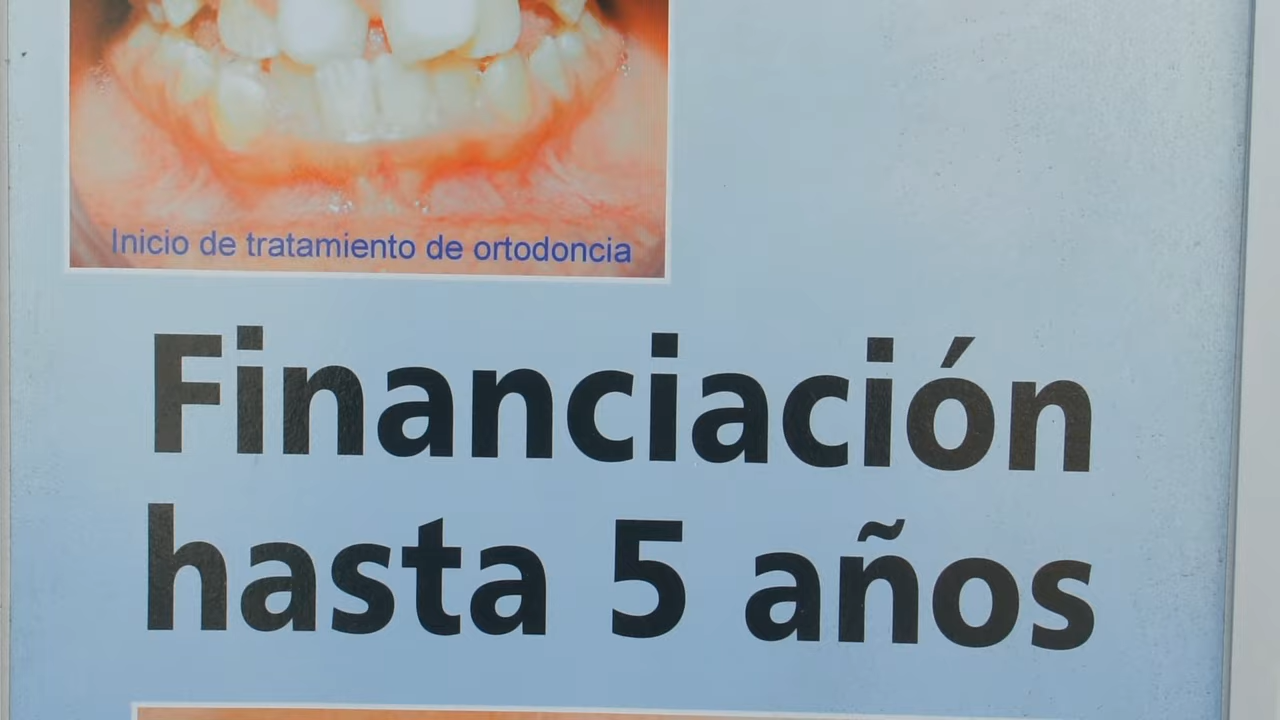 Inicio de tratamiento de ortodoncia
Financiación
hasta 5 años